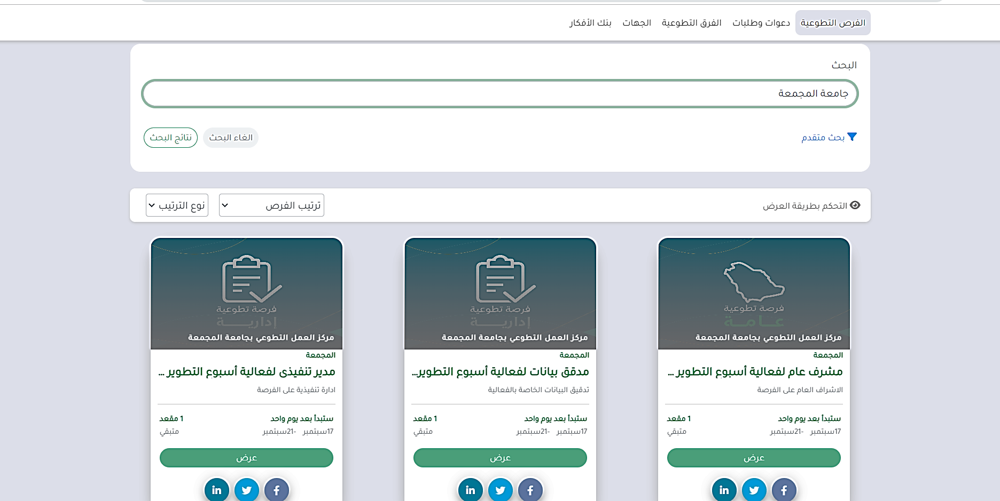 الفرص التطوعية دعوات وطلبات الفرق التطوعية الجهات بنك الأفكار
البحث
جامعة المجمعة
بحث متقدم الغاء البحث نتائج البحث
التحكم بطريقة العرض ترتيب الفرص نوع الترتيب
فرصة تطوعية
عــامــة
مركز العمل التطوعي بجامعة المجمعة
المجمعة
مشرف عام لفعالية أسبوع التطوير ...
الاشراف العام على الفرصة
ستبدأ بعد يوم واحد 1 مقعد
17سبتمبر -21سبتمبر متبقي
عرض
فرصة تطوعية
إداريــــة
مركز العمل التطوعي بجامعة المجمعة
المجمعة
مدقق بيانات لفعالية أسبوع التطوير...
تدقيق البيانات الخاصة بالفعالية
ستبدأ بعد يوم واحد 1 مقعد
17سبتمبر -21سبتمبر متبقي
عرض
فرصة تطوعية
إداريــــة
مركز العمل التطوعي بجامعة المجمعة
المجمعة
مدير تنفيذى لفعالية أسبوع التطوير ...
ادارة تنفيذية على الفرصة
ستبدأ بعد يوم واحد 1 مقعد
17سبتمبر -21سبتمبر متبقي
عرض